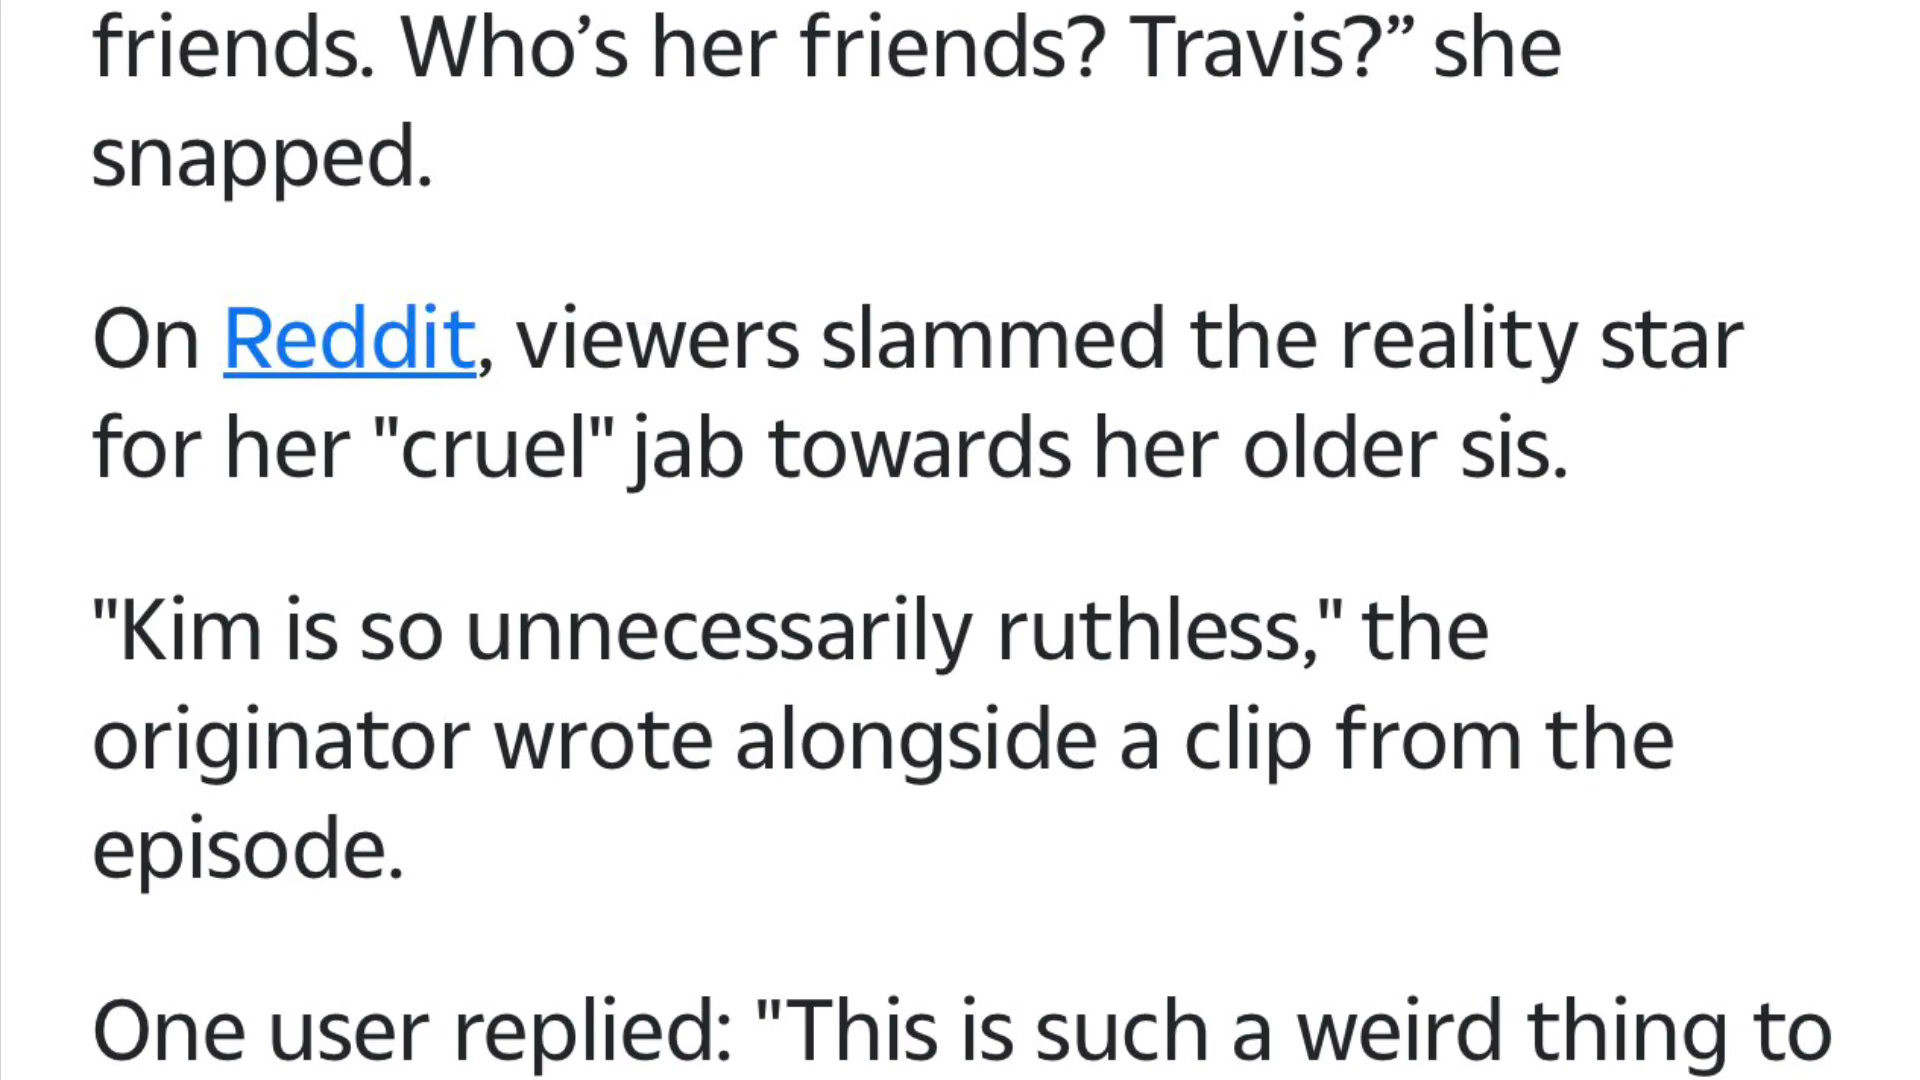 friends. Who’s her friends? Travis?” she
snapped.
On Reddit, viewers slammed the reality star
for her "cruel" jab towards her older sis.
"Kim is so unnecessarily ruthless," the
originator wrote alongside a clip from the
episode.
One user replied: "This is such a weird thing to